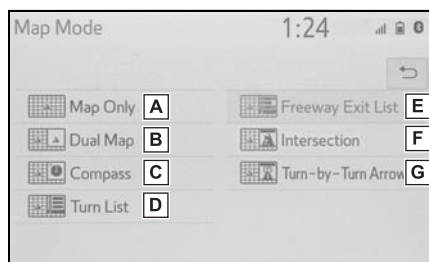 Map Mode 1:24
Map Only A
Dual Map B
Compass C
Turn List D
Freeway Exit List E
Intersection F
Turn-by-Turn Arrow G